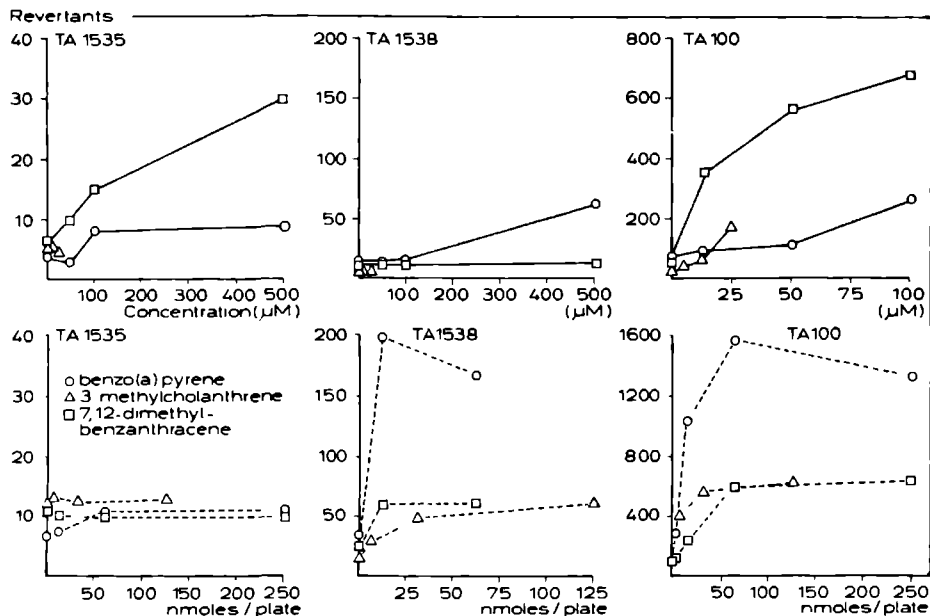 Revertants
TA 1535
TA 1538
TA 100
40
30
20
10
100 200 300 400 500
Concentration (µM)
200
150
100
50
100 200 300 400 500
(µM)
800
600
400
200
25 50 75 100
(µM)
TA 1535
TA1538
TA100
benzo(a) pyrene
3 methylcholanthrene
7,12-dimethyl-
benzanthracene
40
30
20
10
50 100 150 200 250
nmoles / plate
200
150
100
50
25 50 75 100 125
nmoles / plate
1600
1200
800
400
50 100 150 200 250
nmoles / plate